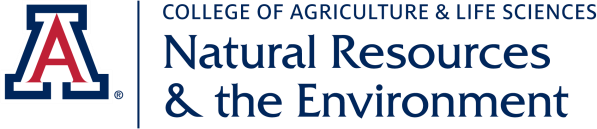 COLLEGE OF AGRICULTURE & LIFE SCIENCES
A® Natural Resources
& the Environment